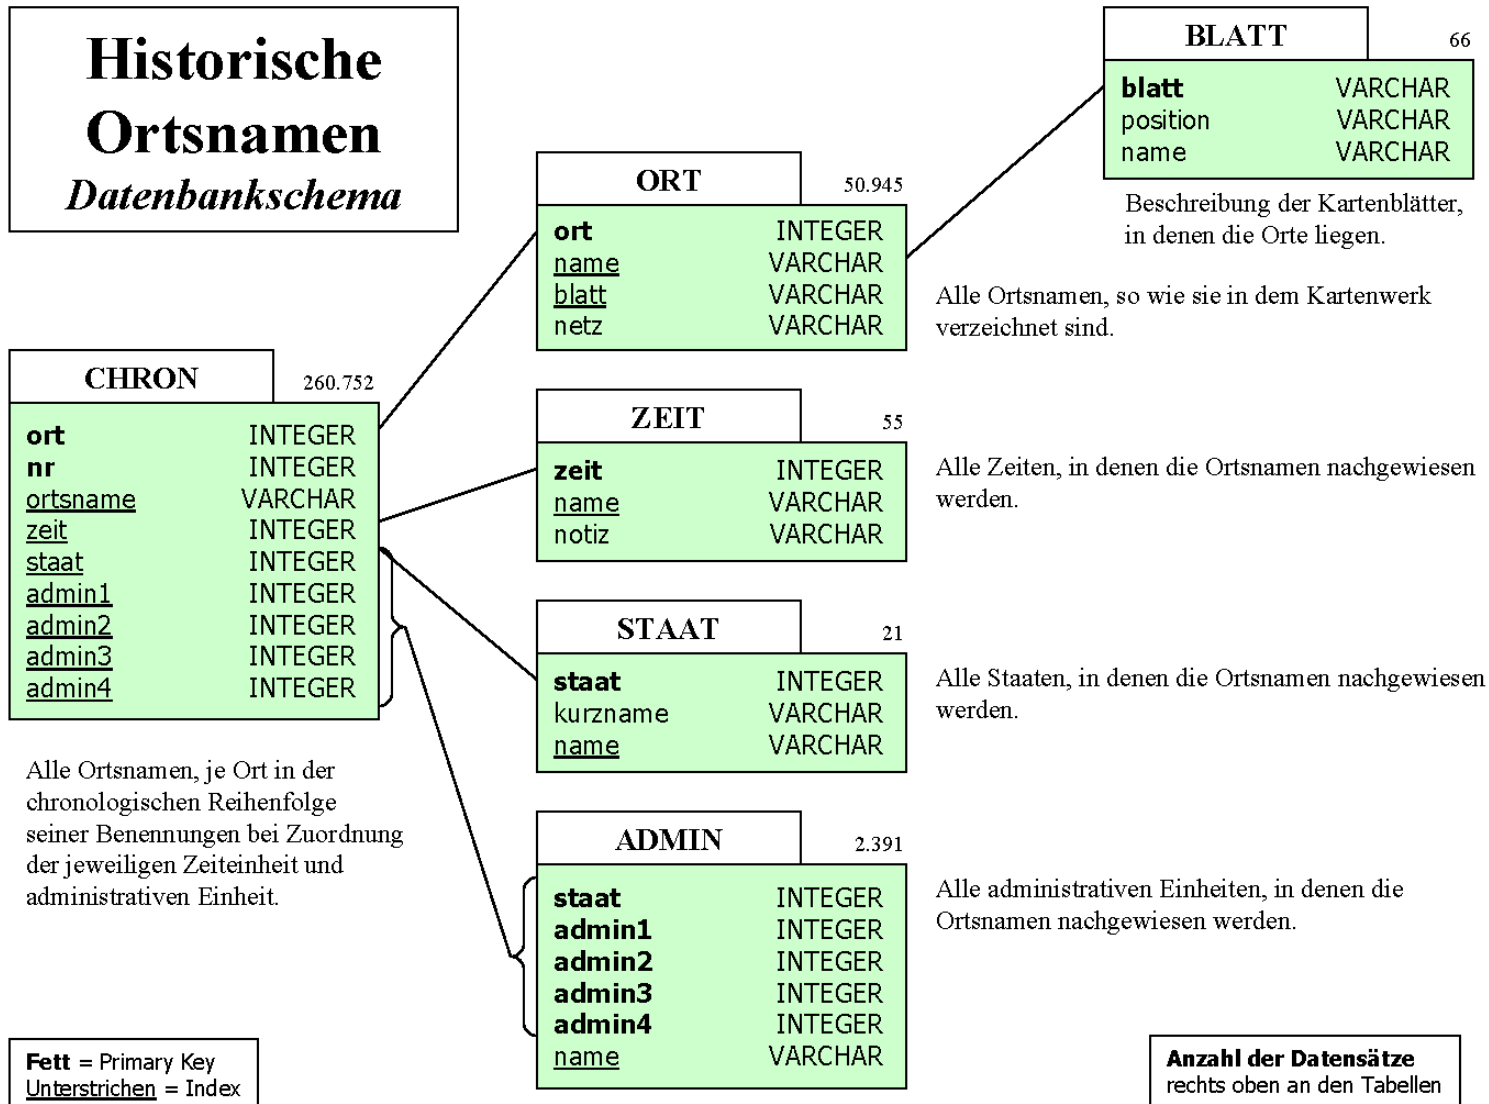 Historische
Ortsnamen
Datenbankschema
BLATT 66
blatt VARCHAR
position VARCHAR
name VARCHAR
Beschreibung der Kartenblätter,
in denen die Orte liegen.
ORT 50.945
ort INTEGER
name VARCHAR
blatt VARCHAR
netz VARCHAR
Alle Ortsnamen, so wie sie in dem Kartenwerk
verzeichnet sind.
CHRON 260.752
ort INTEGER
nr INTEGER
ortsname VARCHAR
zeit INTEGER
staat INTEGER
admin1 INTEGER
admin2 INTEGER
admin3 INTEGER
admin4 INTEGER
Alle Ortsnamen, je Ort in der
chronologischen Reihenfolge
seiner Benennungen bei Zuordnung
der jeweiligen Zeiteinheit und
administrativen Einheit.
ZEIT 55
zeit INTEGER
name VARCHAR
notiz VARCHAR
Alle Zeiten, in denen die Ortsnamen nachgewiesen
werden.
STAAT 21
staat INTEGER
kurzname VARCHAR
name VARCHAR
Alle Staaten, in denen die Ortsnamen nachgewiesen
werden.
ADMIN 2.391
staat INTEGER
admin1 INTEGER
admin2 INTEGER
admin3 INTEGER
admin4 INTEGER
name VARCHAR
Alle administrativen Einheiten, in denen die
Ortsnamen nachgewiesen werden.
Fett = Primary Key
Unterstrichen = Index
Anzahl der Datensätze
rechts oben an den Tabellen